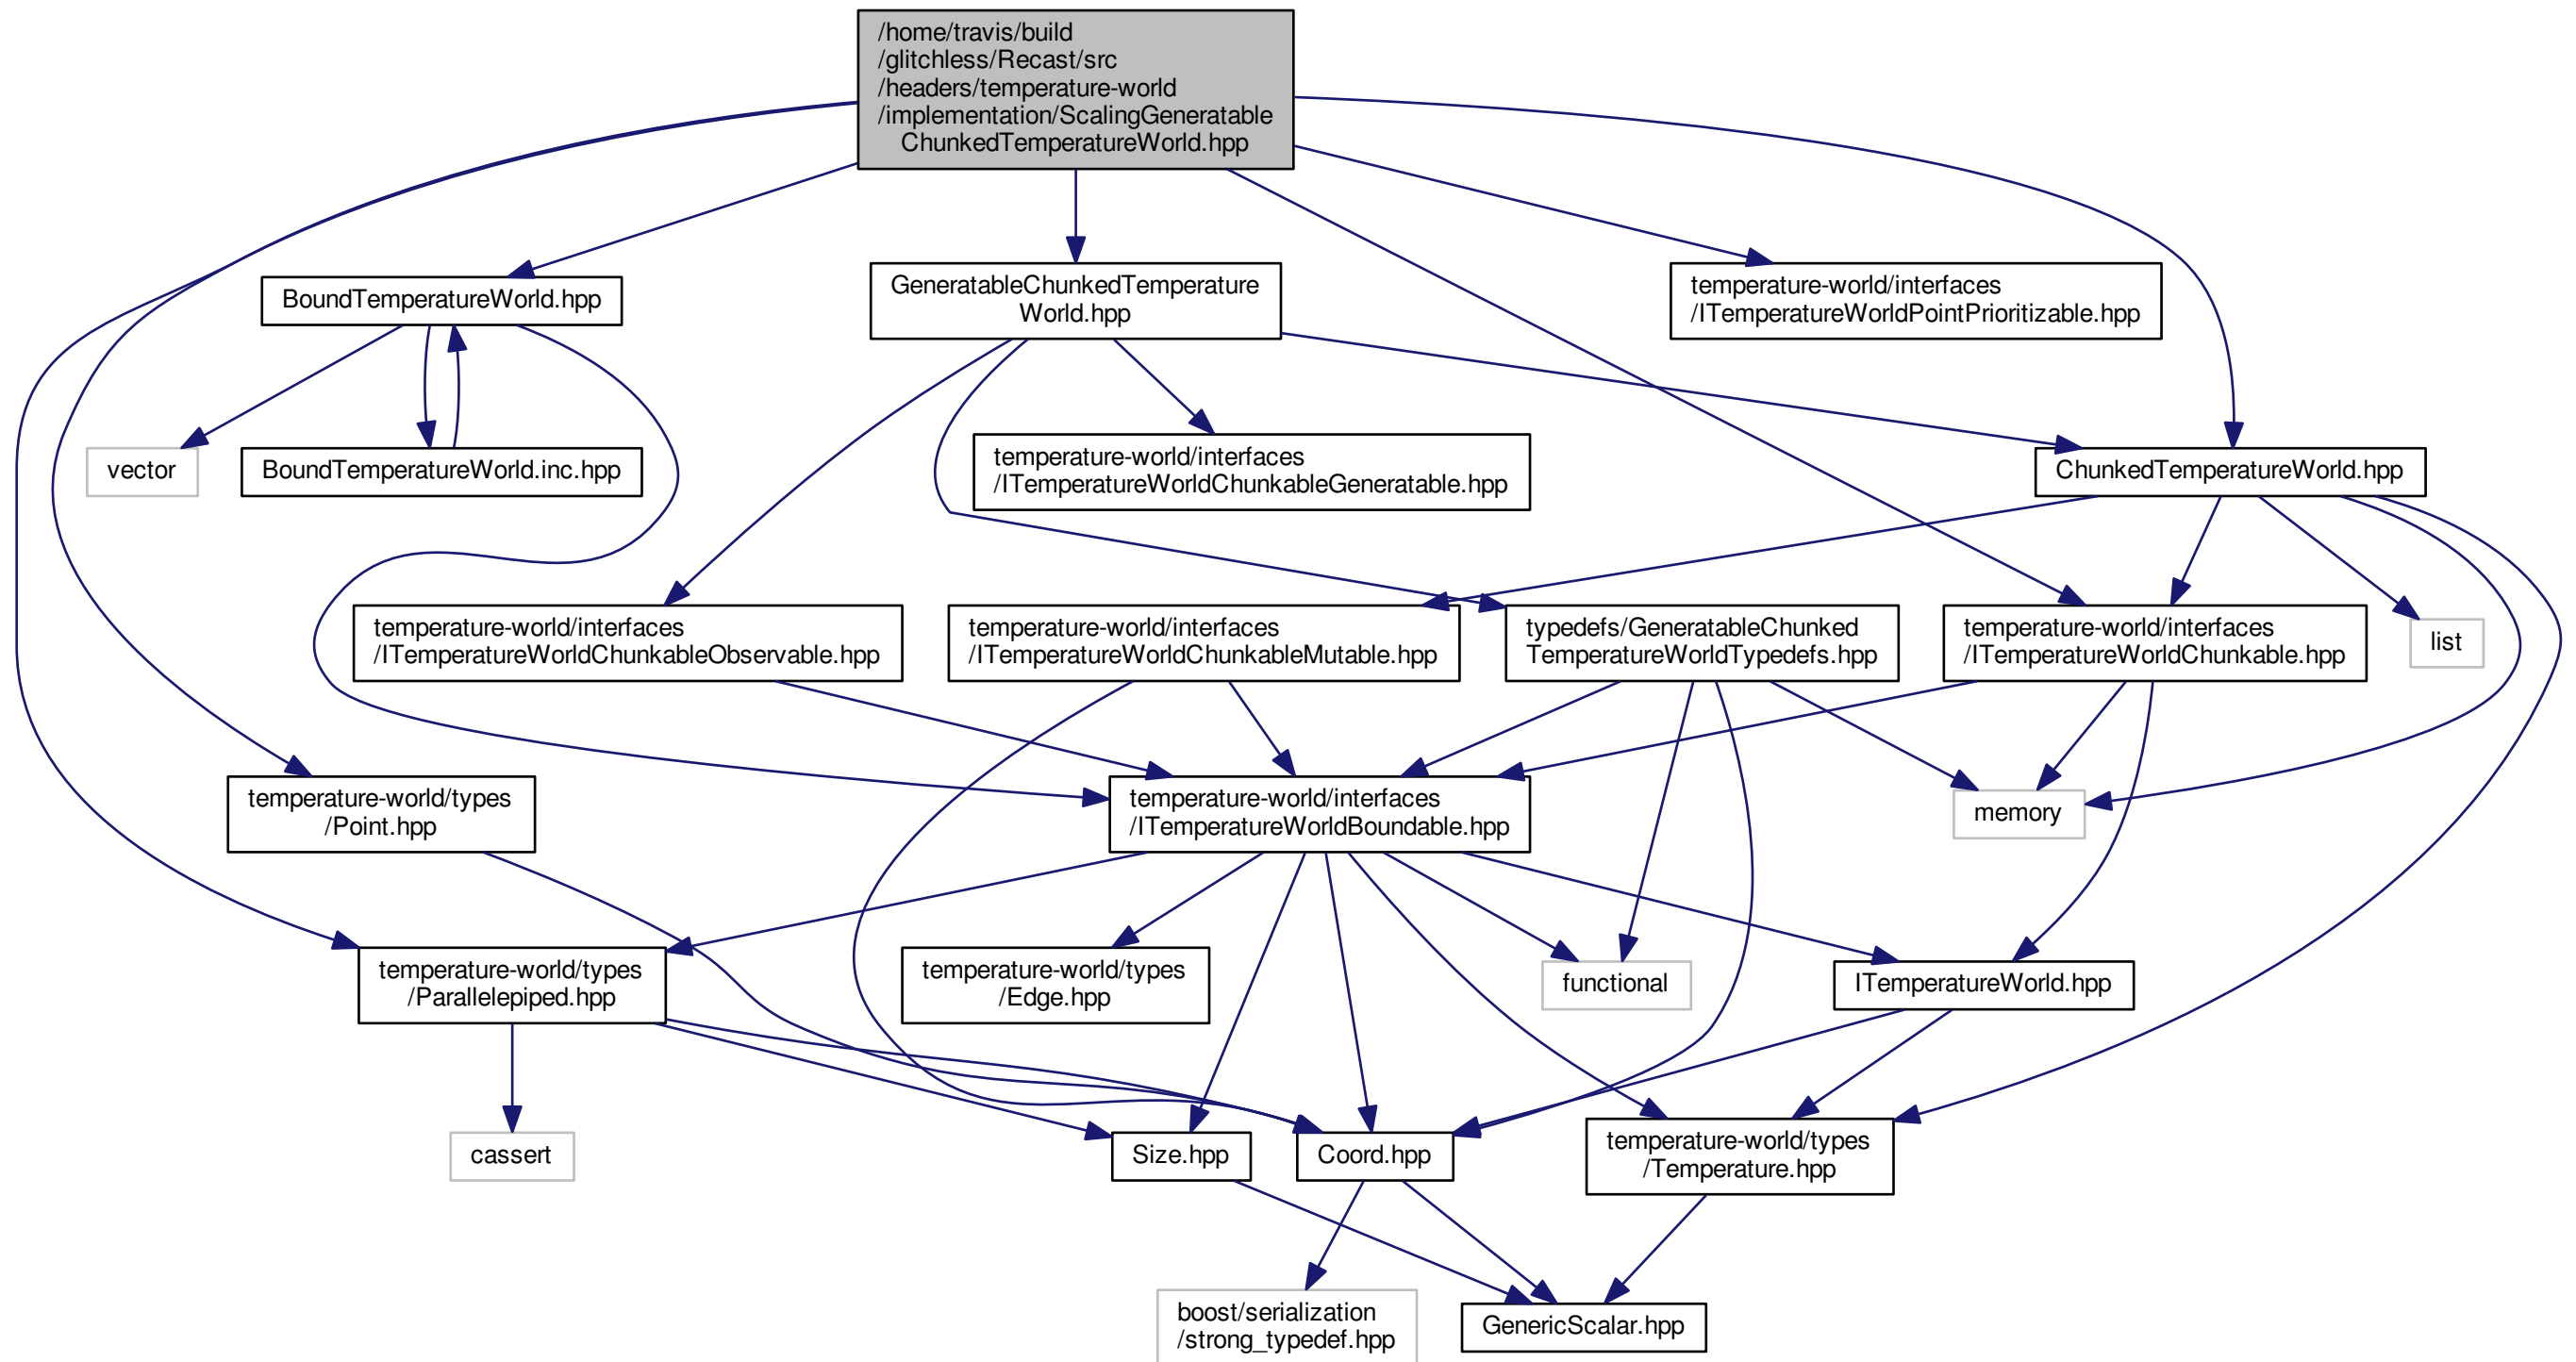 /home/travis/build
/glitchless/Recast/src
/headers/temperature-world
/implementation/ScalingGeneratable
ChunkedTemperatureWorld.hpp
BoundTemperatureWorld.hpp
GeneratableChunkedTemperature
World.hpp
temperature-world/interfaces
/ITemperatureWorldPointPrioritizable.hpp
vector
BoundTemperatureWorld.inc.hpp
temperature-world/interfaces
/ITemperatureWorldChunkableGeneratable.hpp
ChunkedTemperatureWorld.hpp
temperature-world/interfaces
/ITemperatureWorldChunkableObservable.hpp
temperature-world/interfaces
/ITemperatureWorldChunkableMutable.hpp
typedefs/GeneratableChunked
TemperatureWorldTypedefs.hpp
temperature-world/interfaces
/ITemperatureWorldChunkable.hpp
list
temperature-world/types
/Point.hpp
temperature-world/interfaces
/ITemperatureWorldBoundable.hpp
memory
temperature-world/types
/Parallelepiped.hpp
temperature-world/types
/Edge.hpp
functional
ITemperatureWorld.hpp
cassert
Size.hpp
Coord.hpp
temperature-world/types
/Temperature.hpp
boost/serialization
/strong_typedef.hpp
GenericScalar.hpp